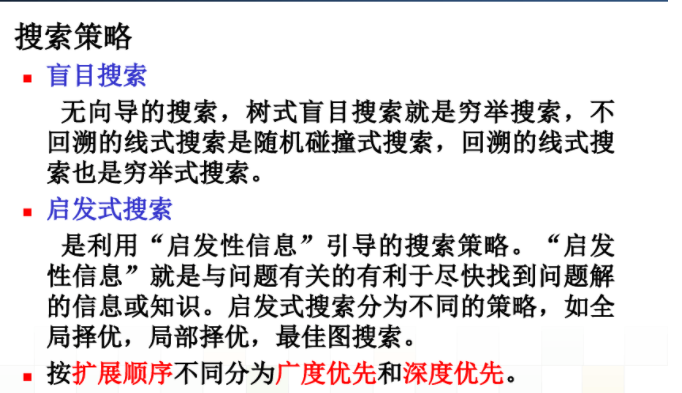 搜索策略
盲目搜索
无向导的搜索，树式盲目搜索就是穷举搜索，不
回溯的线式搜索是随机碰撞式搜索，回溯的线式搜
索也是穷举式搜索。
启发式搜索
是利用“启发性信息”引导的搜索策略。“启发
性信息”就是与问题有关的有利于尽快找到问题解
的信息或知识。启发式搜索分为不同的策略，如全
局择优，局部择优，最佳图搜索。
按扩展顺序不同分为广度优先和深度优先。